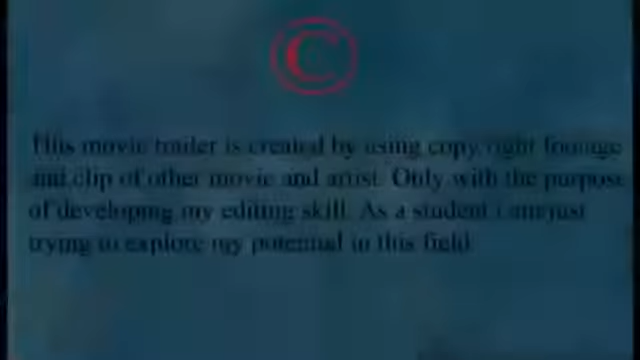 ©
This movie trailer is created by using copy right footage
and clip of other movie and artist. Only with the purpose
of developing my editing skill. As a student i am just
trying to explore my potential in this field.